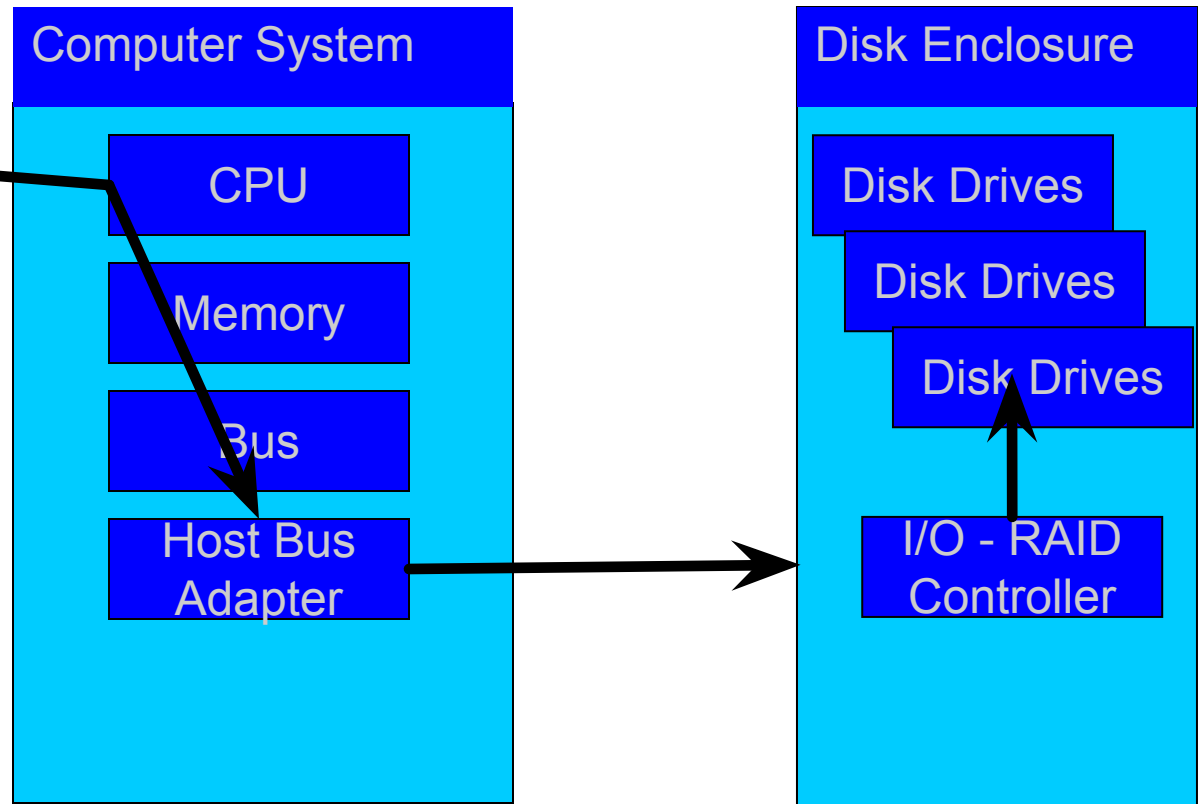 Computer System
CPU
Memory
Bus
Host Bus
Adapter
Disk Enclosure
Disk Drives
Disk Drives
Disk Drives
I/O - RAID
Controller